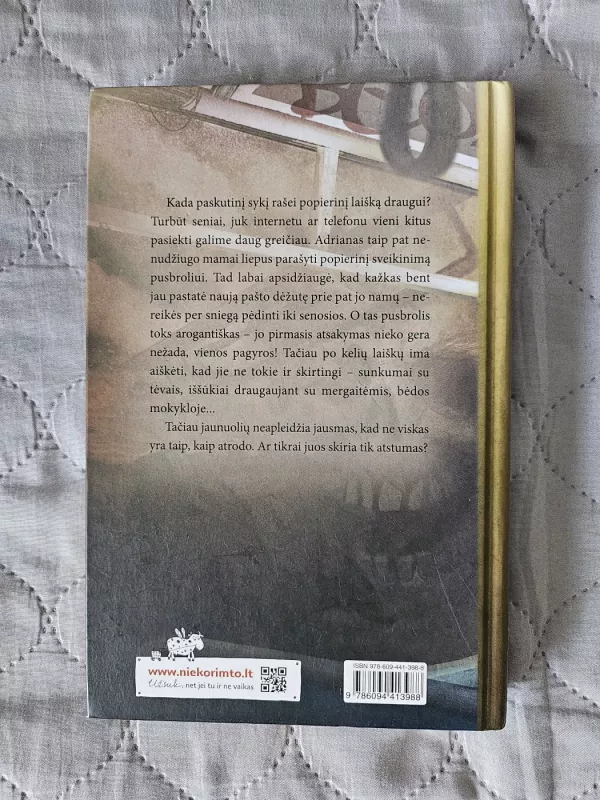 Kada paskutinį sykį rašei popierinį laišką draugui?
Turbūt seniai, juk internetu ar telefonu vieni kitus
pasiekti galime daug greičiau. Adrianas taip pat ne-
nudžiugo mamai liepus parašyti popierinį sveikinimą
pusbroliui. Tad labai apsidžiaugė, kad kažkas bent
jau pastatė naują pašto dėžutę prie pat jo namų – ne-
reikės per sniegą pėdinti iki senosios. O tas pusbrolis
toks arogantiškas – jo pirmasis atsakymas nieko gera
nežada, vienos pagyros! Tačiau po kelių laiškų ima
aiškėti, kad jie ne tokie ir skirtingi – sunkumai su
tėvais, iššūkiai draugaujant su mergaitėmis, bėdos
mokykloje...
Tačiau jaunuolių neapleidžia jausmas, kad ne viskas
yra taip, kaip atrodo. Ar tikrai juos skiria tik atstumas?
www.niekorimto.lt
Užsuk, net jei tu ir ne vaikas
ISBN 978-609-441-398-8
9 786094 413988